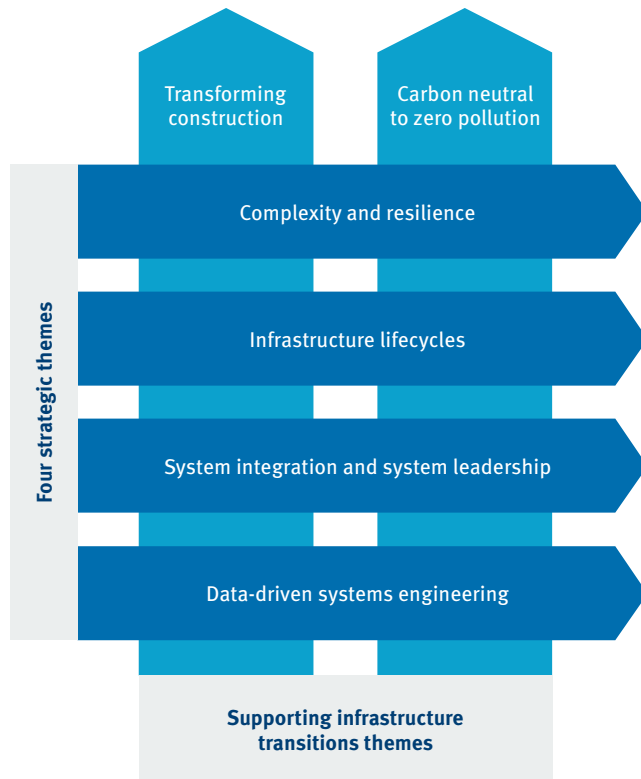 Transforming
construction
Carbon neutral
to zero pollution
Four strategic themes
Complexity and resilience
Infrastructure lifecycles
System integration and system leadership
Data-driven systems engineering
Supporting infrastructure
transitions themes